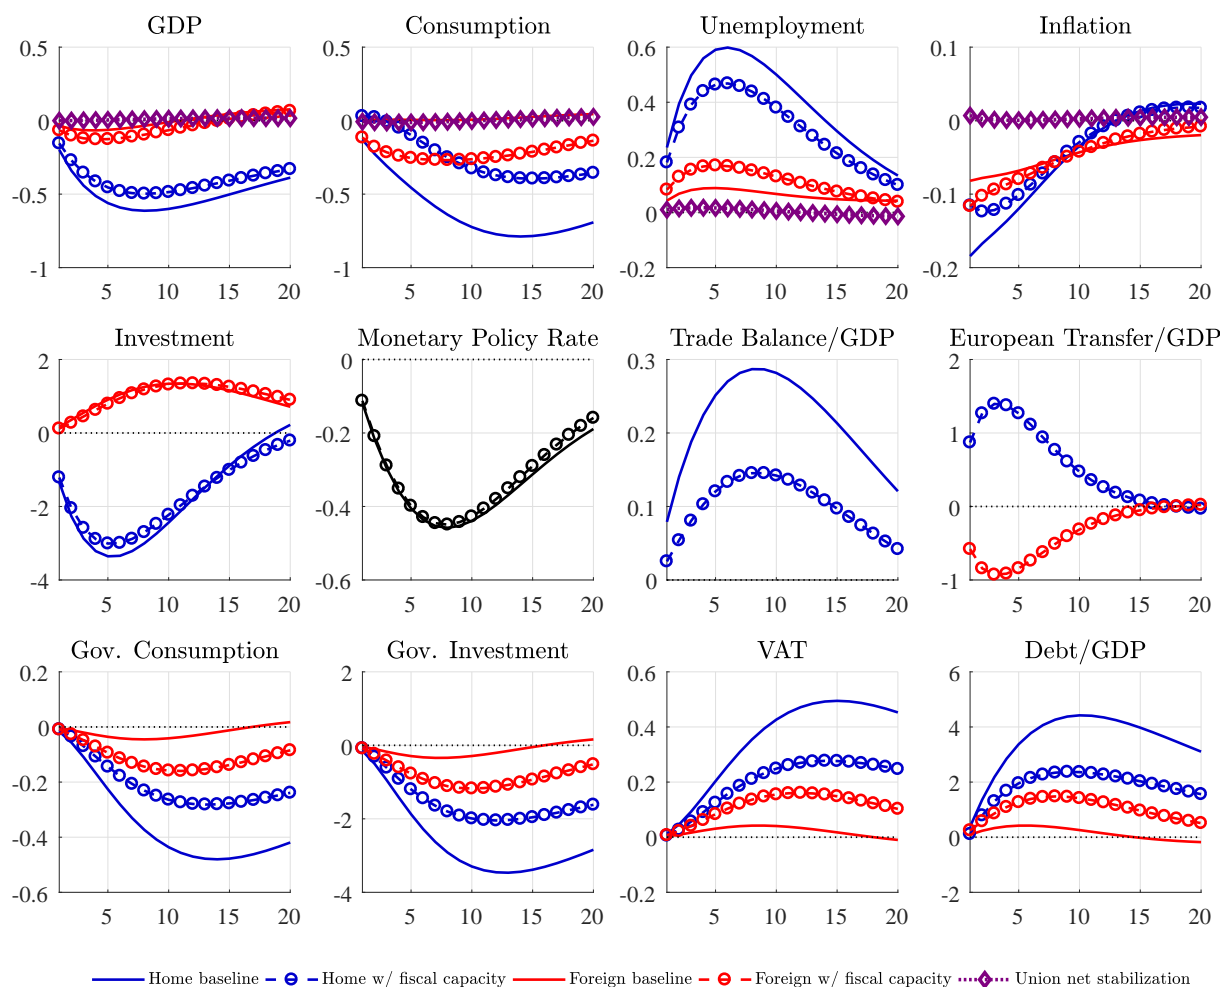 GDP
Consumption
Unemployment
Inflation
0.5
0
-0.5
-1
5 10 15 20
0.5
0
-0.5
-1
5 10 15 20
0.6
0.4
0.2
0
-0.2
5 10 15 20
0.1
0
-0.1
-0.2
5 10 15 20
Investment
Monetary Policy Rate
Trade Balance/GDP
European Transfer/GDP
2
0
-2
-4
5 10 15 20
0
-0.2
-0.4
-0.6
5 10 15 20
0.3
0.2
0.1
0
5 10 15 20
2
1
0
-1
5 10 15 20
Gov. Consumption
Gov. Investment
VAT
Debt/GDP
0.2
0
-0.2
-0.4
-0.6
5 10 15 20
2
0
-2
-4
5 10 15 20
0.6
0.4
0.2
0
-0.2
5 10 15 20
6
4
2
0
-2
5 10 15 20
Home baseline Home w/ fiscal capacity Foreign baseline Foreign w/ fiscal capacity Union net stabilization